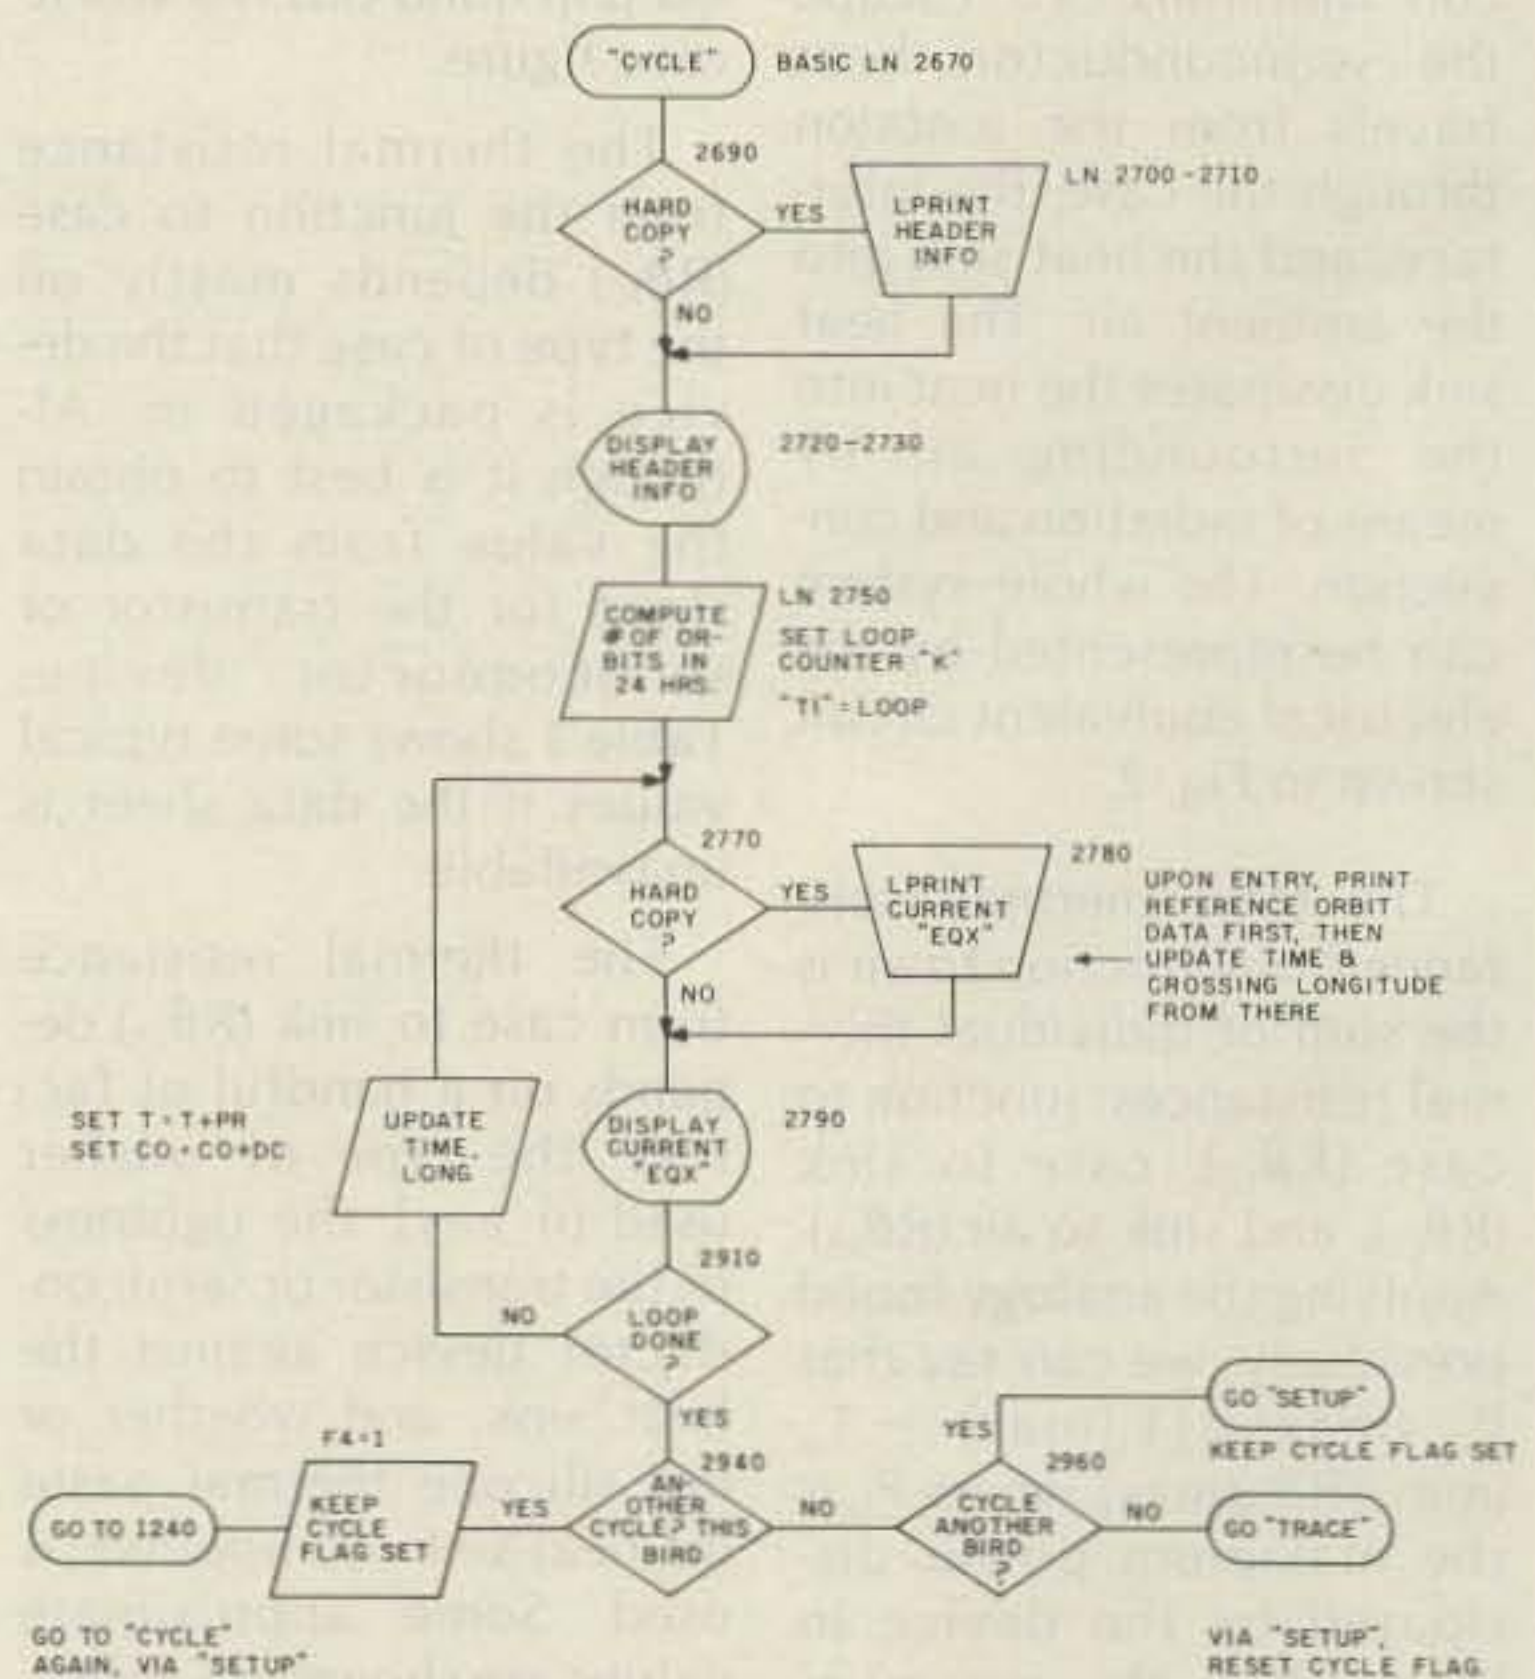 "CYCLE"
BASIC LN 2670
2690
HARD
COPY
?
YES
LPRINT
HEADER
INFO
LN 2700-2710
NO
DISPLAY
HEADER
INFO
2720-2730
COMPUTE
# OF OR-
BITS IN
24 HRS.
LN 2750
SET LOOP
COUNTER "K"
"TI" = LOOP
2770
HARD
COPY
?
YES
LPRINT
CURRENT
"EQX"
2780
UPON ENTRY, PRINT
REFERENCE ORBIT
DATA FIRST, THEN
UPDATE TIME &
CROSSING LONGITUDE
FROM THERE
NO
SET T=T+PR
SET CO=CO+DC
UPDATE
TIME,
LONG
DISPLAY
CURRENT
"EQX"
2790
2910
LOOP
DONE
?
NO
YES
F4=1
GO TO 1240
KEEP
CYCLE
FLAG SET
YES
2940
AN-
OTHER
CYCLE? THIS
BIRD
NO
2960
CYCLE
ANOTHER
BIRD
?
YES
GO "SETUP"
KEEP CYCLE FLAG SET
NO
GO "TRACE"
GO TO "CYCLE"
AGAIN, VIA "SETUP"
VIA "SETUP",
RESET CYCLE FLAG.